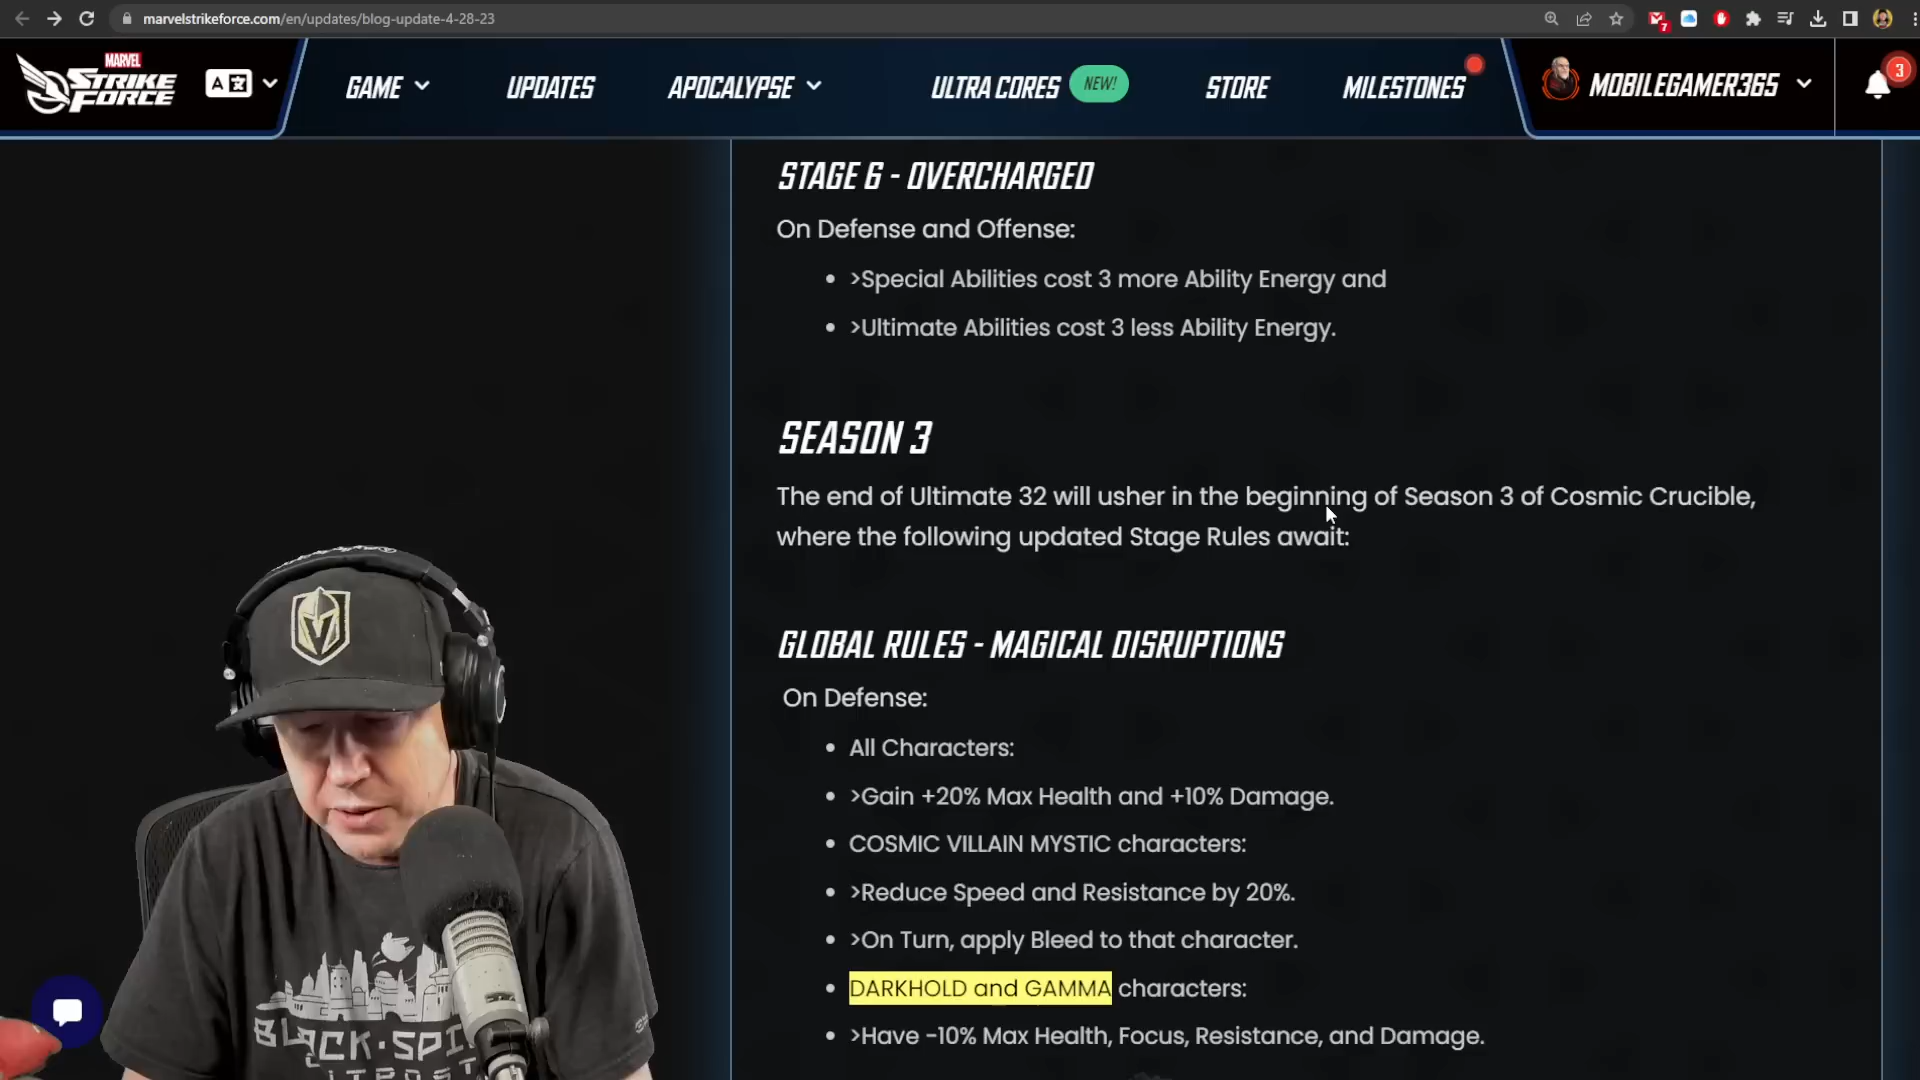 marvelstrikeforce.com/en/updates/blog-update-4-28-23
7
MARVEL
STRIKE
FORCE
GAME
UPDATES
APOCALYPSE
ULTRA CORES
NEW!
STORE
MILESTONES
MOBILEGAMER365
3
STAGE 6 - OVERCHARGED
On Defense and Offense:
>Special Abilities cost 3 more Ability Energy and
>Ultimate Abilities cost 3 less Ability Energy.
SEASON 3
The end of Ultimate 32 will usher in the beginning of Season 3 of Cosmic Crucible,
where the following updated Stage Rules await:
GLOBAL RULES - MAGICAL DISRUPTIONS
On Defense:
All Characters:
>Gain +20% Max Health and +10% Damage.
COSMIC VILLAIN MYSTIC characters:
>Reduce Speed and Resistance by 20%.
>On Turn, apply Bleed to that character.
DARKHOLD and GAMMA characters:
>Have -10% Max Health, Focus, Resistance, and Damage.
BLACK·SPI